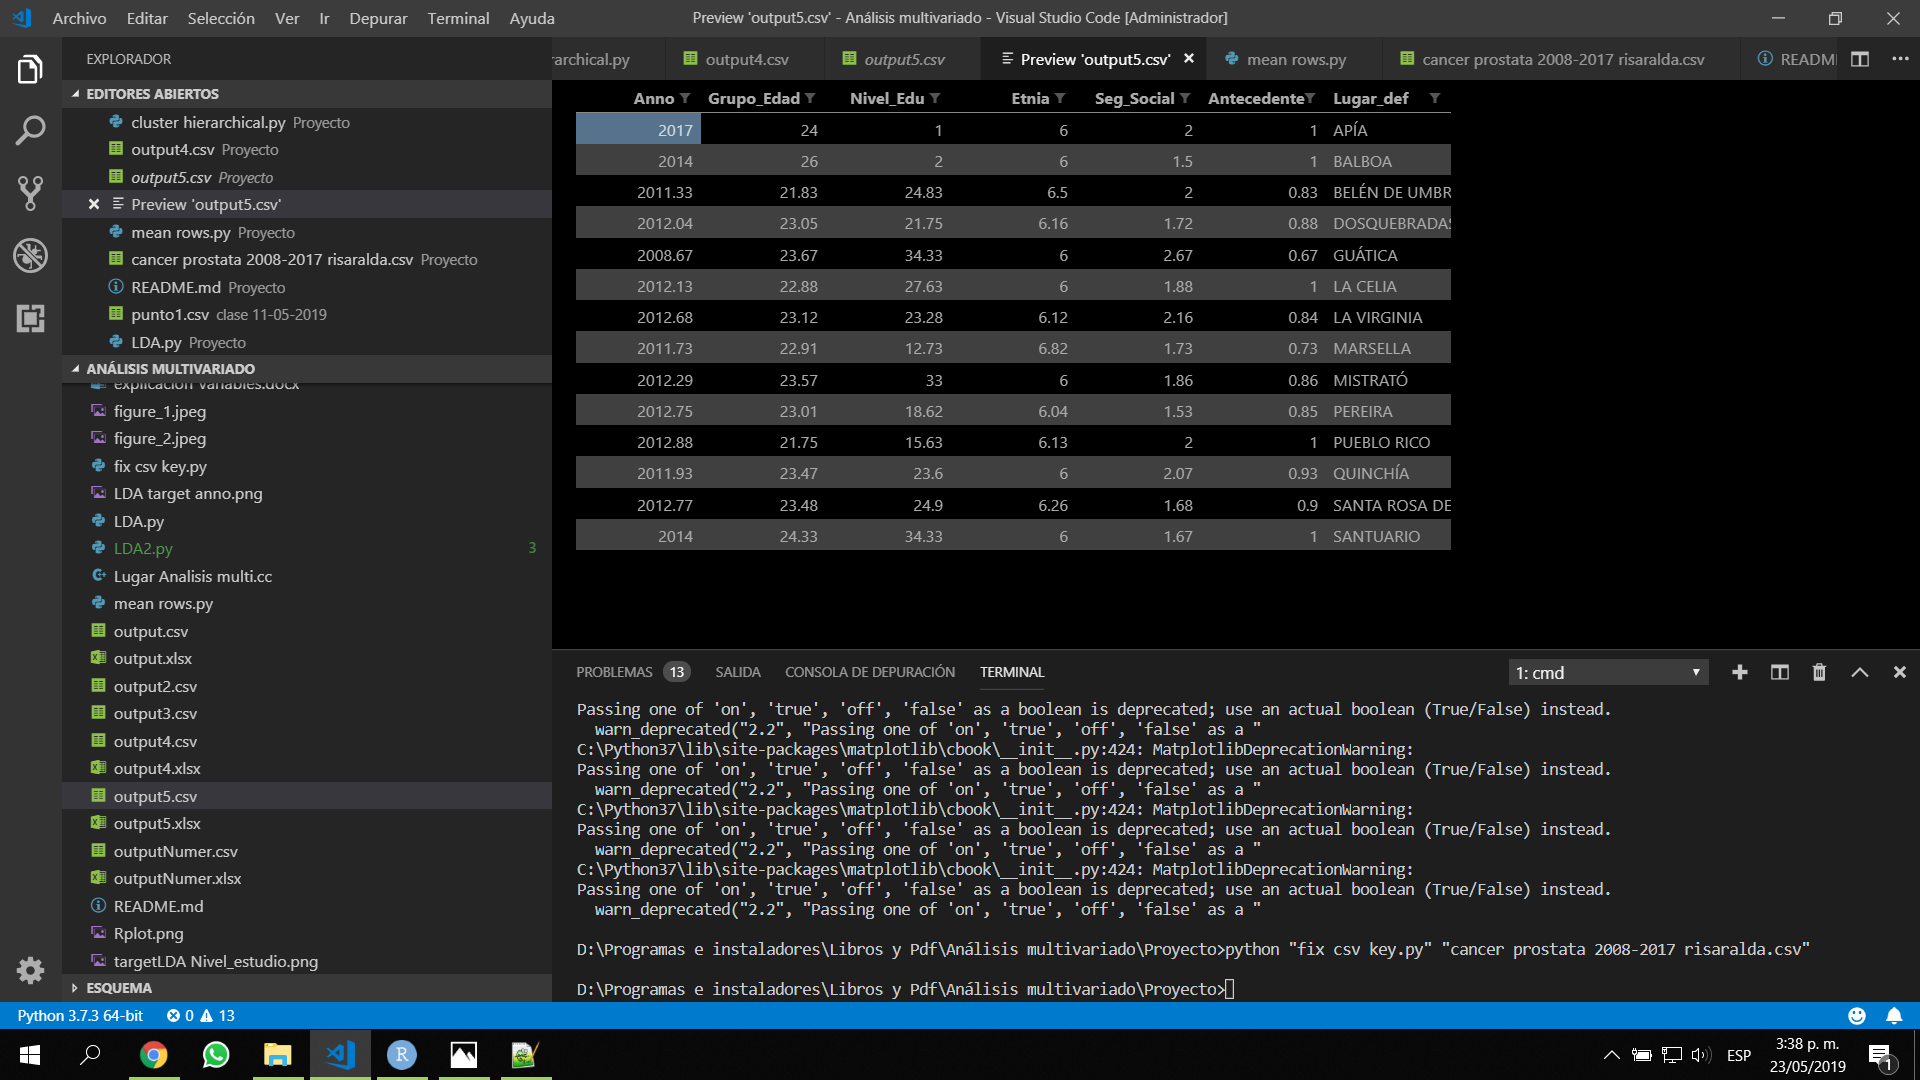 Archivo Editar Selección Ver Ir Depurar Terminal Ayuda
Preview 'output5.csv' - Análisis multivariado - Visual Studio Code [Administrador]
EXPLORADOR
EDITORES ABIERTOS
cluster hierarchical.py Proyecto
output4.csv Proyecto
output5.csv Proyecto
Preview 'output5.csv'
mean rows.py Proyecto
cancer prostata 2008-2017 risaralda.csv Proyecto
README.md Proyecto
punto1.csv clase 11-05-2019
LDA.py Proyecto
ANÁLISIS MULTIVARIADO
explicacion variables.docx
figure_1.jpeg
figure_2.jpeg
fix csv key.py
LDA target anno.png
LDA.py
LDA2.py 3
Lugar Analisis multi.cc
mean rows.py
output.csv
output.xlsx
output2.csv
output3.csv
output4.csv
output4.xlsx
output5.csv
output5.xlsx
outputNumer.csv
outputNumer.xlsx
README.md
Rplot.png
targetLDA Nivel_estudio.png
ESQUEMA
rarchical.py output4.csv output5.csv Preview 'output5.csv' mean rows.py cancer prostata 2008-2017 risaralda.csv READM
Anno Grupo_Edad Nivel_Edu Etnia Seg_Social Antecedente Lugar_def
2017 24 1 6 2 1 APÍA
2014 26 2 6 1.5 1 BALBOA
2011.33 21.83 24.83 6.5 2 0.83 BELÉN DE UMBR
2012.04 23.05 21.75 6.16 1.72 0.88 DOSQUEBRADAS
2008.67 23.67 34.33 6 2.67 0.67 GUÁTICA
2012.13 22.88 27.63 6 1.88 1 LA CELIA
2012.68 23.12 23.28 6.12 2.16 0.84 LA VIRGINIA
2011.73 22.91 12.73 6.82 1.73 0.73 MARSELLA
2012.29 23.57 33 6 1.86 0.86 MISTRATÓ
2012.75 23.01 18.62 6.04 1.53 0.85 PEREIRA
2012.88 21.75 15.63 6.13 2 1 PUEBLO RICO
2011.93 23.47 23.6 6 2.07 0.93 QUINCHÍA
2012.77 23.48 24.9 6.26 1.68 0.9 SANTA ROSA DE
2014 24.33 34.33 6 1.67 1 SANTUARIO
PROBLEMAS 13 SALIDA CONSOLA DE DEPURACIÓN TERMINAL 1: cmd
Passing one of 'on', 'true', 'off', 'false' as a boolean is deprecated; use an actual boolean (True/False) instead.
warn_deprecated("2.2", "Passing one of 'on', 'true', 'off', 'false' as a "
C:\Python37\lib\site-packages\matplotlib\cbook\__init__.py:424: MatplotlibDeprecationWarning:
Passing one of 'on', 'true', 'off', 'false' as a boolean is deprecated; use an actual boolean (True/False) instead.
warn_deprecated("2.2", "Passing one of 'on', 'true', 'off', 'false' as a "
C:\Python37\lib\site-packages\matplotlib\cbook\__init__.py:424: MatplotlibDeprecationWarning:
Passing one of 'on', 'true', 'off', 'false' as a boolean is deprecated; use an actual boolean (True/False) instead.
warn_deprecated("2.2", "Passing one of 'on', 'true', 'off', 'false' as a "
C:\Python37\lib\site-packages\matplotlib\cbook\__init__.py:424: MatplotlibDeprecationWarning:
Passing one of 'on', 'true', 'off', 'false' as a boolean is deprecated; use an actual boolean (True/False) instead.
warn_deprecated("2.2", "Passing one of 'on', 'true', 'off', 'false' as a "
D:\Programas e instaladores\Libros y Pdf\Análisis multivariado\Proyecto>python "fix csv key.py" "cancer prostata 2008-2017 risaralda.csv"
D:\Programas e instaladores\Libros y Pdf\Análisis multivariado\Proyecto>
Python 3.7.3 64-bit 0 13
R
ESP
3:38 p. m.
23/05/2019
1